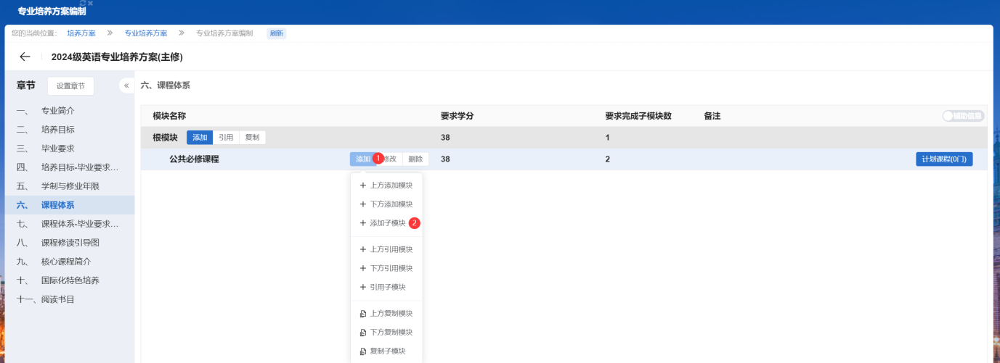 专业培养方案编制
您的当前位置： 培养方案 » 专业培养方案 » 专业培养方案编制 刷新
← 2024级英语专业培养方案(主修)
章节 设置章节 «
六、课程体系
一、 专业简介
二、 培养目标
三、 毕业要求
四、 培养目标-毕业要求...
五、 学制与修业年限
六、 课程体系
七、 课程体系-毕业要求...
八、 课程修读引导图
九、 核心课程简介
十、 国际化特色培养
十一、阅读书目
模块名称 要求学分 要求完成子模块数 备注 辅助信息
根模块 添加 引用 复制 38 1
公共必修课程 添加 1 修改 删除 38 2 计划课程(0门)
+ 上方添加模块
+ 下方添加模块
+ 添加子模块 2
+ 上方引用模块
+ 下方引用模块
+ 引用子模块
上方复制模块
下方复制模块
复制子模块